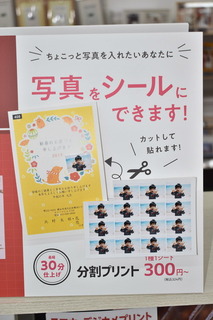 ちょこっと写真を入れたいあなたに
写真をシールに
できます!
カットして
貼れます!
最短
30分
仕上げ
分割プリント
1種1シート
300円~